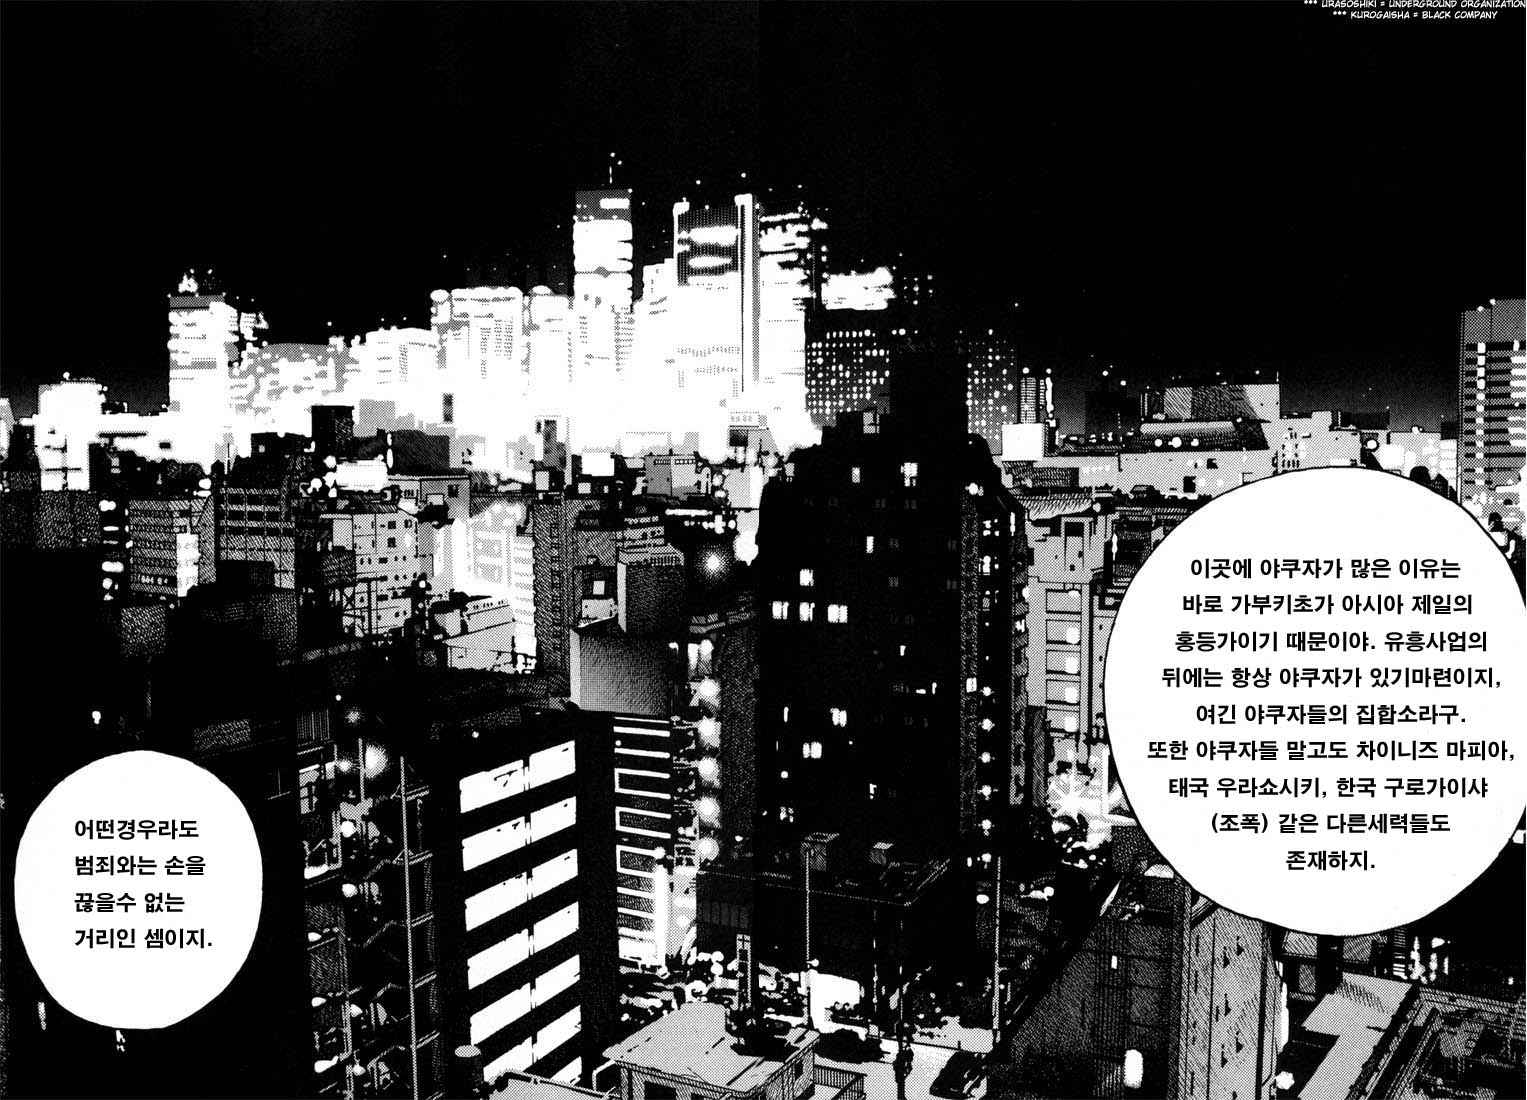 *** URASOSHIKI = UNDERGROUND ORGANIZATION
*** KUROGAISHA = BLACK COMPANY
이곳에 야쿠자가 많은 이유는
바로 가부키초가 아시아 제일의
홍등가이기 때문이야. 유흥사업의
뒤에는 항상 야쿠자가 있기마련이지,
여긴 야쿠자들의 집합소라구.
또한 야쿠자들 말고도 차이니즈 마피아,
태국 우라쇼시키, 한국 구로가이샤
(조폭) 같은 다른세력들도
존재하지.
어떤경우라도
범죄와는 손을
끊을수 없는
거리인 셈이지.